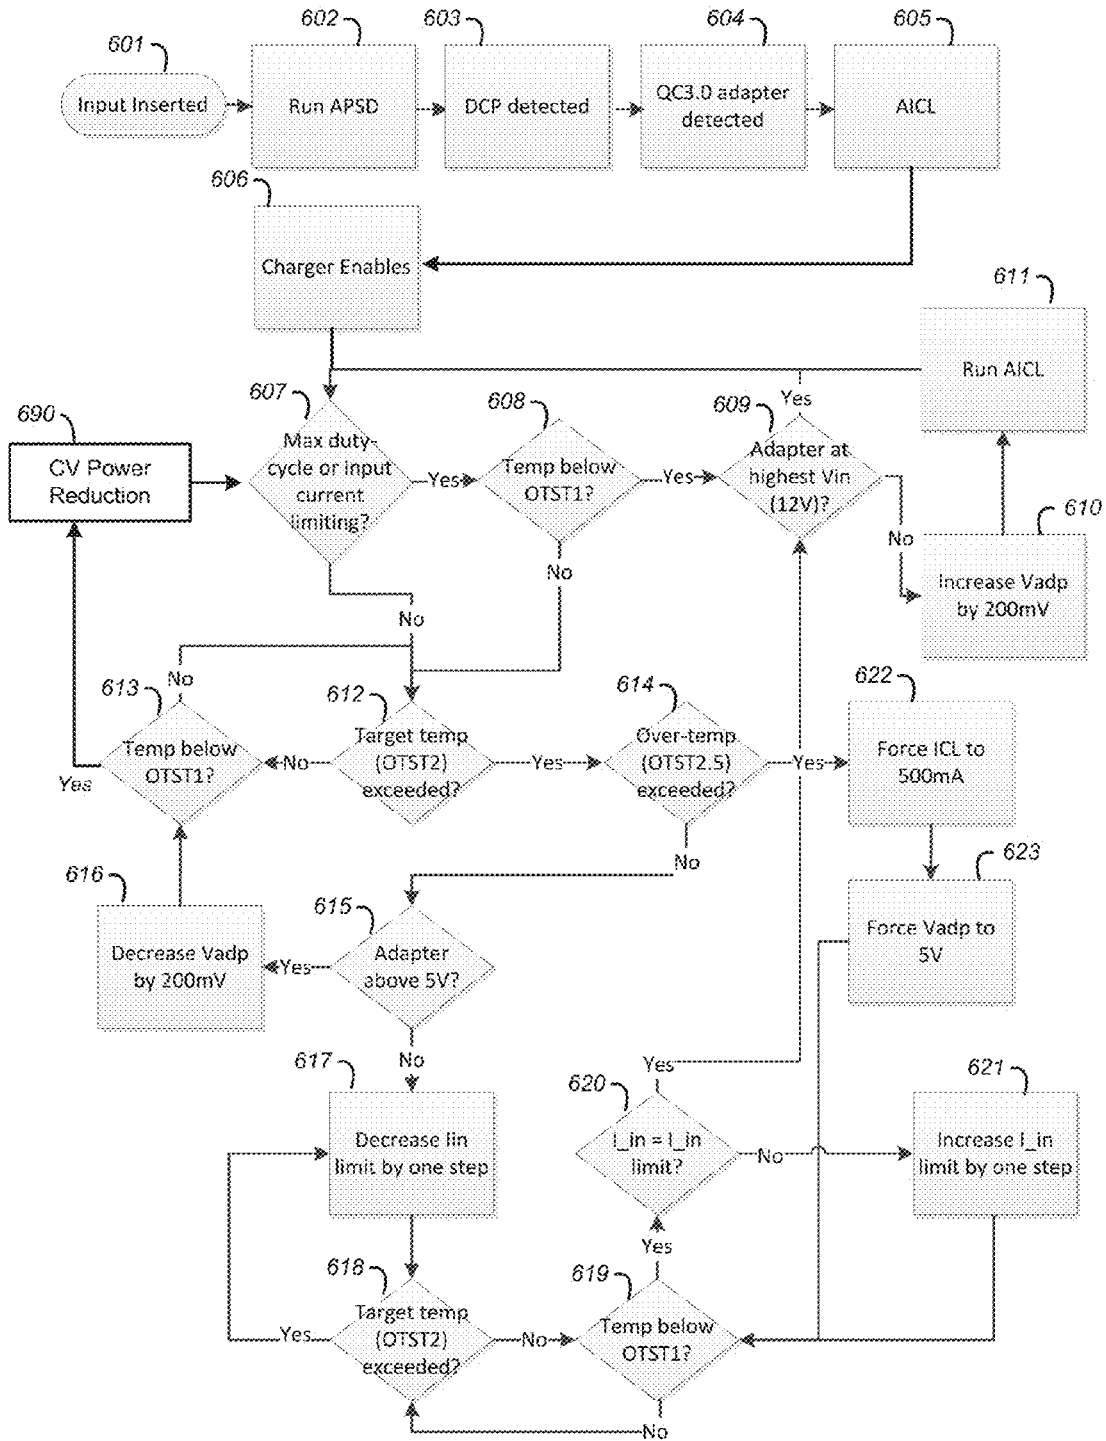 601
602
603
604
605
Input Inserted
Run APSD
DCP detected
QC3.0 adapter
detected
AICL
606
Charger Enables
611
Run AICL
690
CV Power
Reduction
607
Max duty-
cycle or input
current
limiting?
Yes
No
608
Temp below
OTST1?
Yes
No
609
Adapter at
highest Vin
(12V)?
Yes
No
610
Increase Vadp
by 200mV
613
Temp below
OTST1?
No
Yes
612
Target temp
(OTST2)
exceeded?
No
Yes
614
Over-temp
(OTST2.5)
exceeded?
Yes
No
622
Force ICL to
500mA
623
Force Vadp to
5V
616
Decrease Vadp
by 200mV
615
Adapter
above 5V?
Yes
No
617
Decrease Iin
limit by one step
618
Target temp
(OTST2)
exceeded?
Yes
No
620
I_in = I_in
limit?
Yes
No
621
Increase I_in
limit by one step
619
Temp below
OTST1?
Yes
No